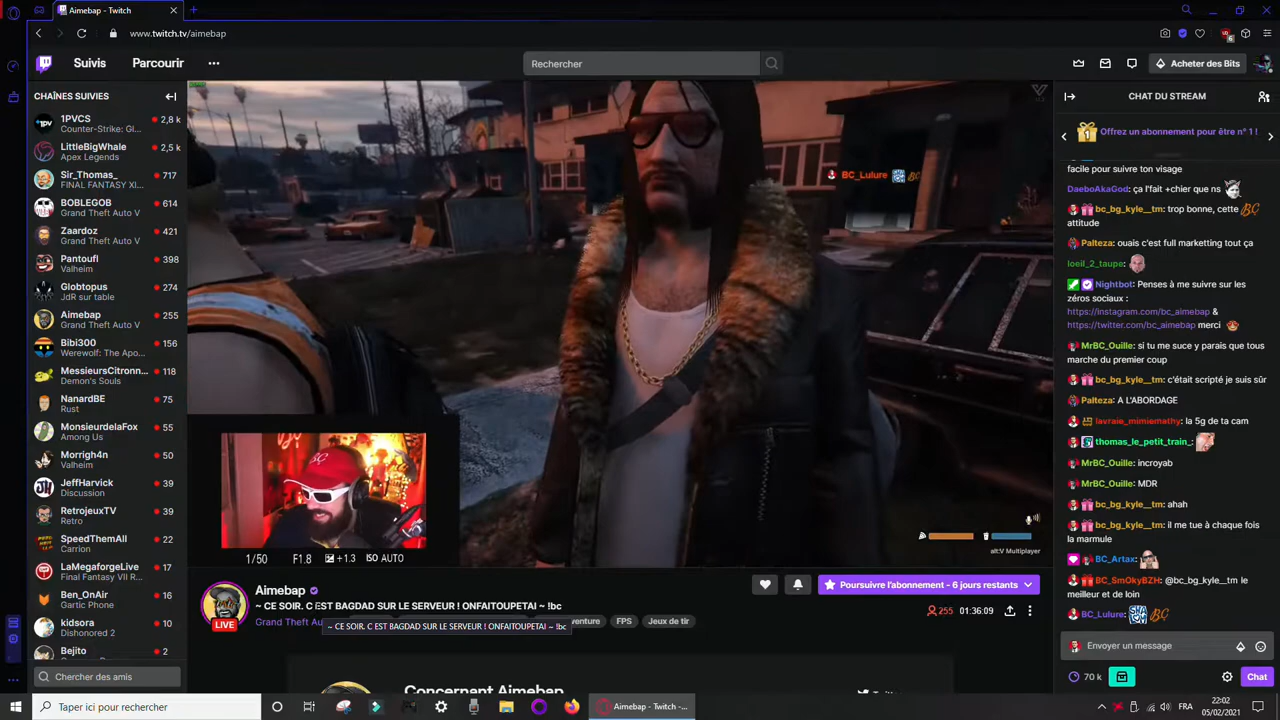 Aimebap - Twitch
www.twitch.tv/aimebap
Suivis
Parcourir
Rechercher
Acheter des Bits
CHAÎNES SUIVIES
1PVCS
2,8 k
Counter-Strike: Gl...
LittleBigWhale
2,5 k
Apex Legends
Sir_Thomas_
717
FINAL FANTASY XI...
BOBLEGOB
614
Grand Theft Auto V
Zaardoz
421
Grand Theft Auto V
Pantoufl
398
Valheim
Globtopus
274
JdR sur table
Aimebap
255
Grand Theft Auto V
Bibi300
156
Werewolf: The Apo...
MessieursCitronn...
118
Demon's Souls
NanardBE
75
Rust
MonsieurdelaFox
55
Among Us
Morrigh4n
50
Valheim
JeffHarvick
39
Discussion
RetrojeuxTV
39
Retro
SpeedThemAll
22
Carrion
LaMegaforgeLive
17
Final Fantasy VII R...
Ben_OrAir
16
Gartic Phone
kidsora
10
Dishonored 2
Bejito
2
Chercher des amis
BC_Lulure
BC
1/50 F1.8 +1.3 ISO AUTO
alt:V Multiplayer
Aimebap
~ CE SOIR. C EST BAGDAD SUR LE SERVEUR ! ONFAITOUPETAI ~ !bc
Grand Theft Au
venture
FPS
Jeux de tir
~ CE SOIR. C EST BAGDAD SUR LE SERVEUR ! ONFAITOUPETAI ~ !bc
LIVE
Poursuivre l'abonnement - 6 jours restants
255
01:36:09
Concernant Aimebap
CHAT DU STREAM
Offrez un abonnement pour être n° 1 !
facile pour suivre ton visage
DaeboAkaGod: ça l'fait +chier que ns
bc_bg_kyle__tm: trop bonne, cette
attitude
Palteza: ouais c'est full marketting tout ça
loeil_2_taupe:
Nightbot: Penses à me suivre sur les
zéros sociaux :
https://instagram.com/bc_aimebap &
https://twitter.com/bc_aimebap merci
MrBC_Ouille: si tu me suce y parais que tous
marche du premier coup
bc_bg_kyle__tm: c'était scripté je suis sûr
Palteza: A L'ABORDAGE
lavraie_mimiemathy: la 5g de ta cam
thomas_le_petit_train_:
MrBC_Ouille: incroyab
MrBC_Ouille: MDR
bc_bg_kyle__tm: ahah
bc_bg_kyle__tm: il me tue à chaque fois
la marmule
BC_Artax:
BC_SmOkyBZH: @bc_bg_kyle__tm le
meilleur et de loin
BC_Lulure:
Envoyer un message
70 k
Chat
Taper ici pour rechercher
Aimebap - Twitch -...
FRA
22:02
05/02/2021